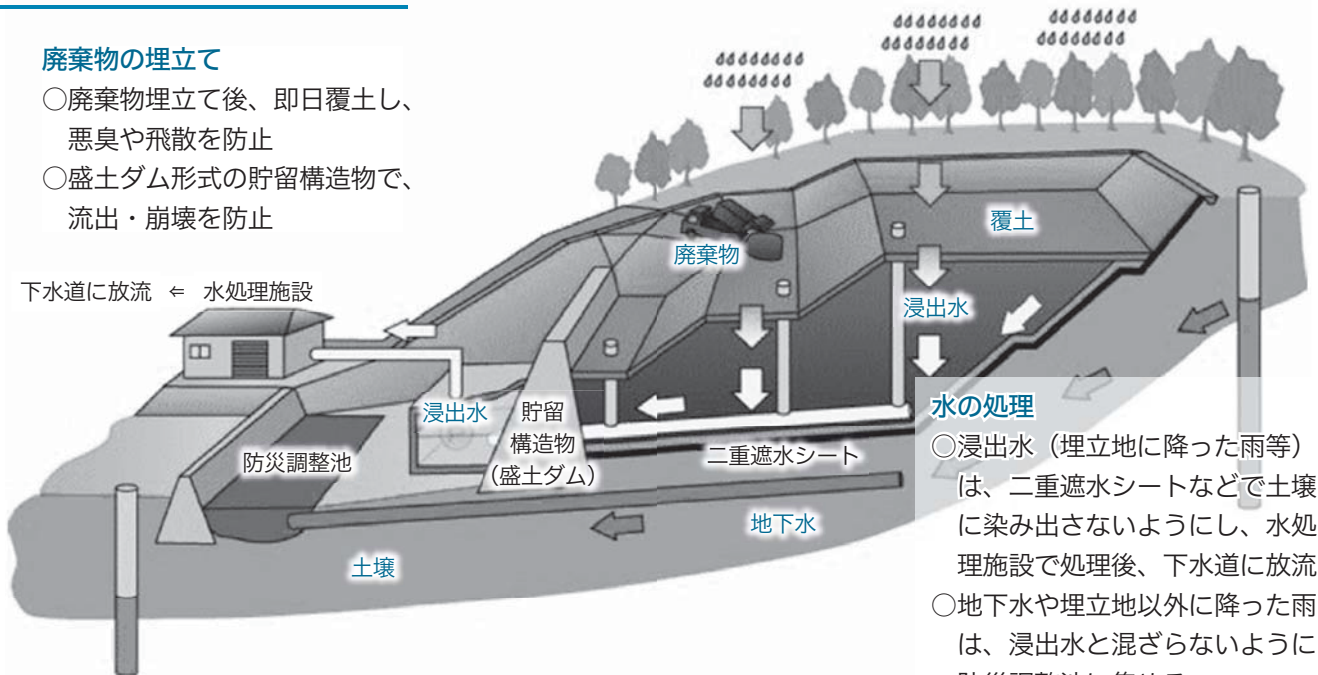 廃棄物の埋立て
○廃棄物埋立て後、即日覆土し、
悪臭や飛散を防止
○盛土ダム形式の貯留構造物で、
流出・崩壊を防止
下水道に放流 ⇐ 水処理施設
廃棄物
覆土
浸出水
浸出水
貯留
構造物
(盛土ダム)
防災調整池
二重遮水シート
地下水
土壌
水の処理
○浸出水（埋立地に降った雨等）
は、二重遮水シートなどで土壌
に染み出さないようにし、水処
理施設で処理後、下水道に放流
○地下水や埋立地以外に降った雨
は、浸出水と混ざらないように